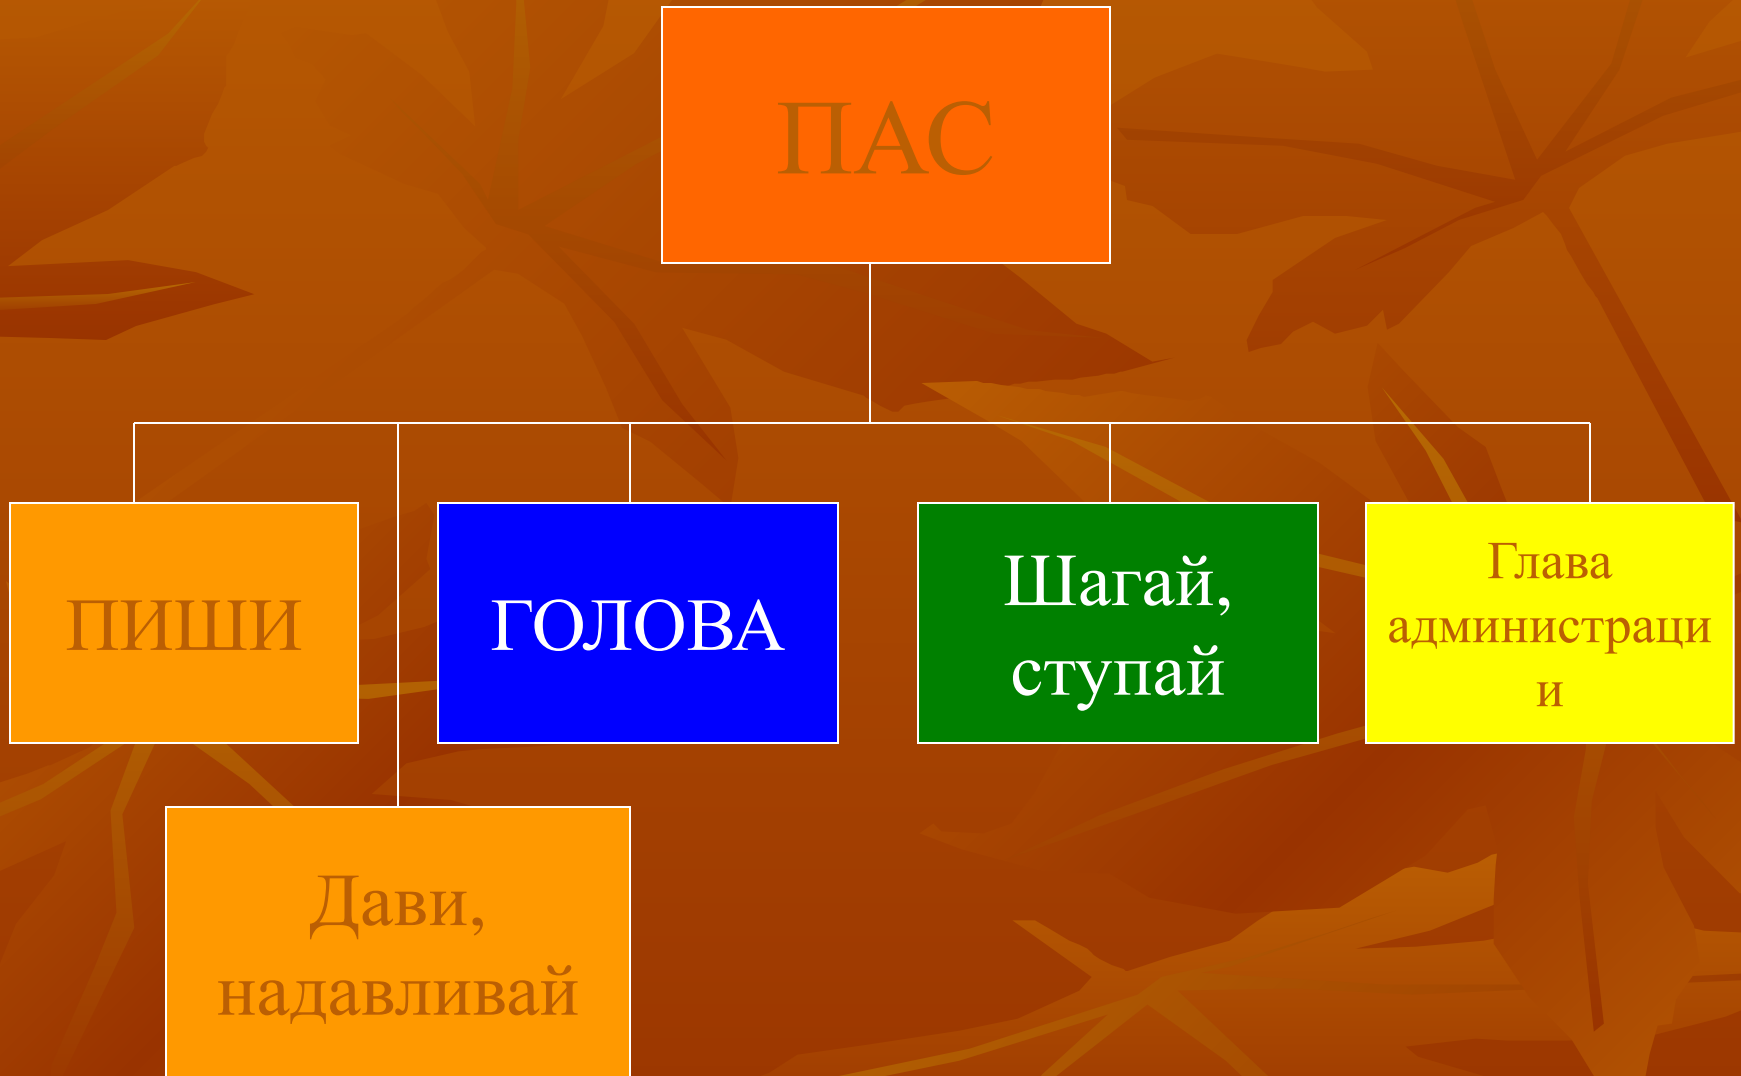 ПАС
ПИШИ
ГОЛОВА
Шагай,
ступай
Глава
администраци
и
Дави,
надавливай